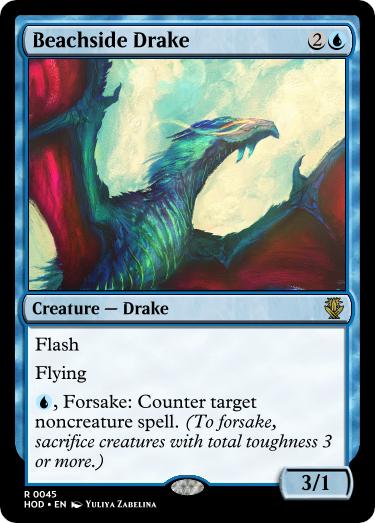 Beachside Drake 2
Creature — Drake
Flash
Flying
, Forsake: Counter target
noncreature spell. (To forsake,
sacrifice creatures with total toughness 3
or more.)
3/1
R 0045
HOD • EN Yuliya Zabelina